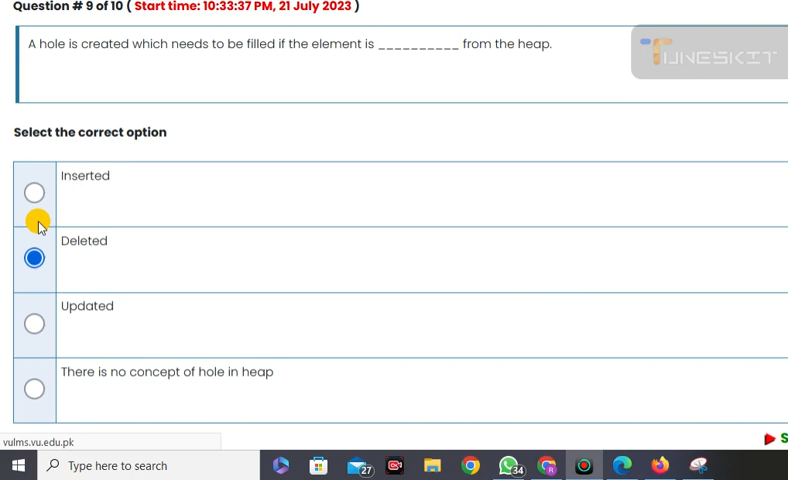 Question # 9 of 10 ( Start time: 10:33:37 PM, 21 July 2023 )
A hole is created which needs to be filled if the element is __________ from the heap.
TUNESKIT
Select the correct option
Inserted
Deleted
Updated
There is no concept of hole in heap
vulms.vu.edu.pk
S
Type here to search
27
34
R